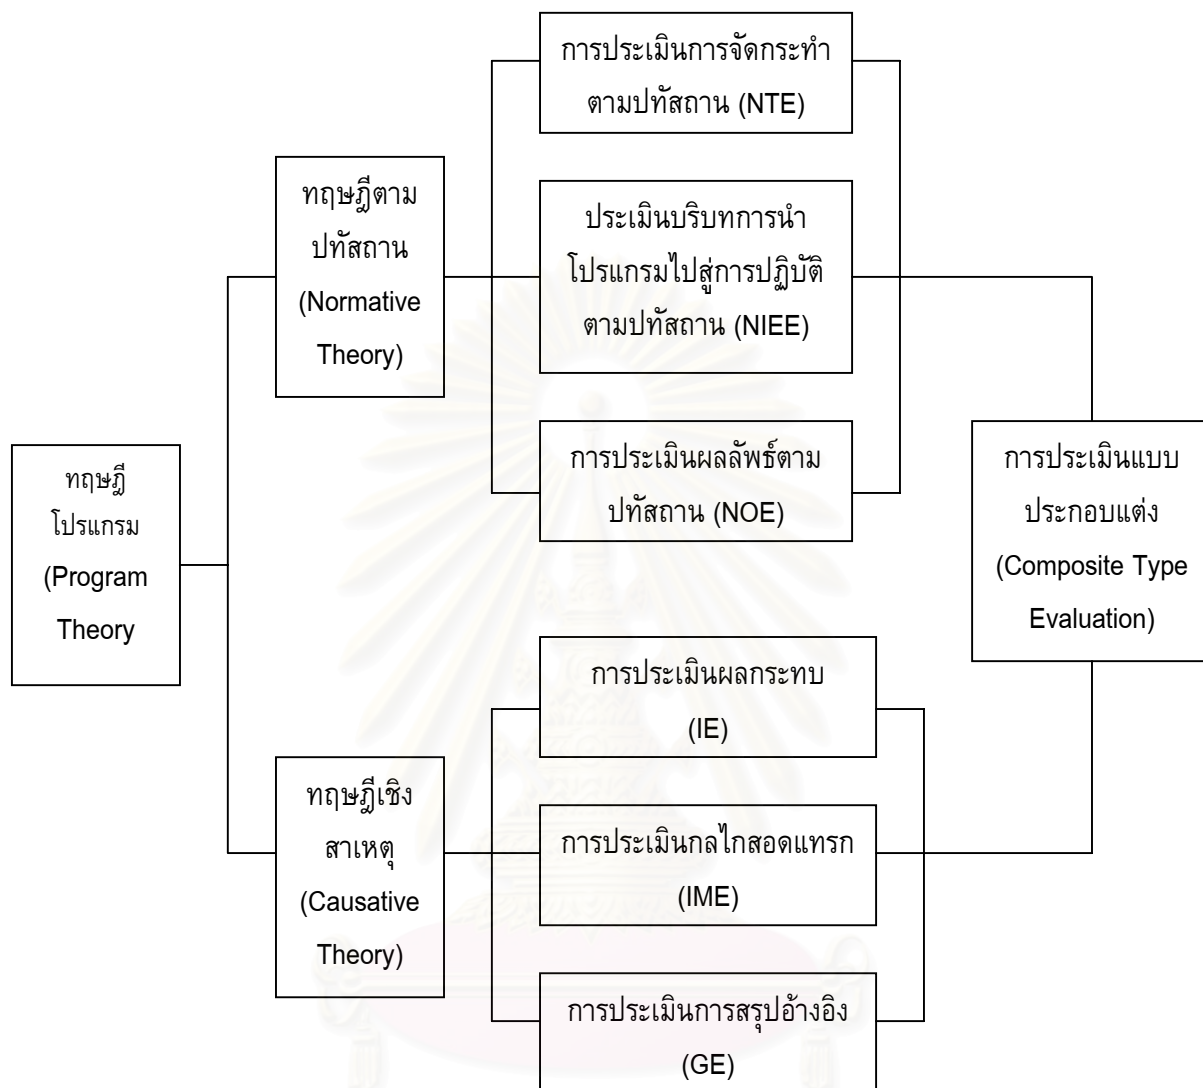 ทฤษฎี
โปรแกรม
(Program
Theory
ทฤษฎีตาม
ปทัสถาน
(Normative
Theory)
การประเมินการจัดกระทำ
ตามปทัสถาน (NTE)
ประเมินบริบทการนำ
โปรแกรมไปสู่การปฏิบัติ
ตามปทัสถาน (NIEE)
การประเมินผลลัพธ์ตาม
ปทัสถาน (NOE)
ทฤษฎีเชิง
สาเหตุ
(Causative
Theory)
การประเมินผลกระทบ
(IE)
การประเมินกลไกสอดแทรก
(IME)
การประเมินการสรุปอ้างอิง
(GE)
การประเมินแบบ
ประกอบแต่ง
(Composite Type
Evaluation)